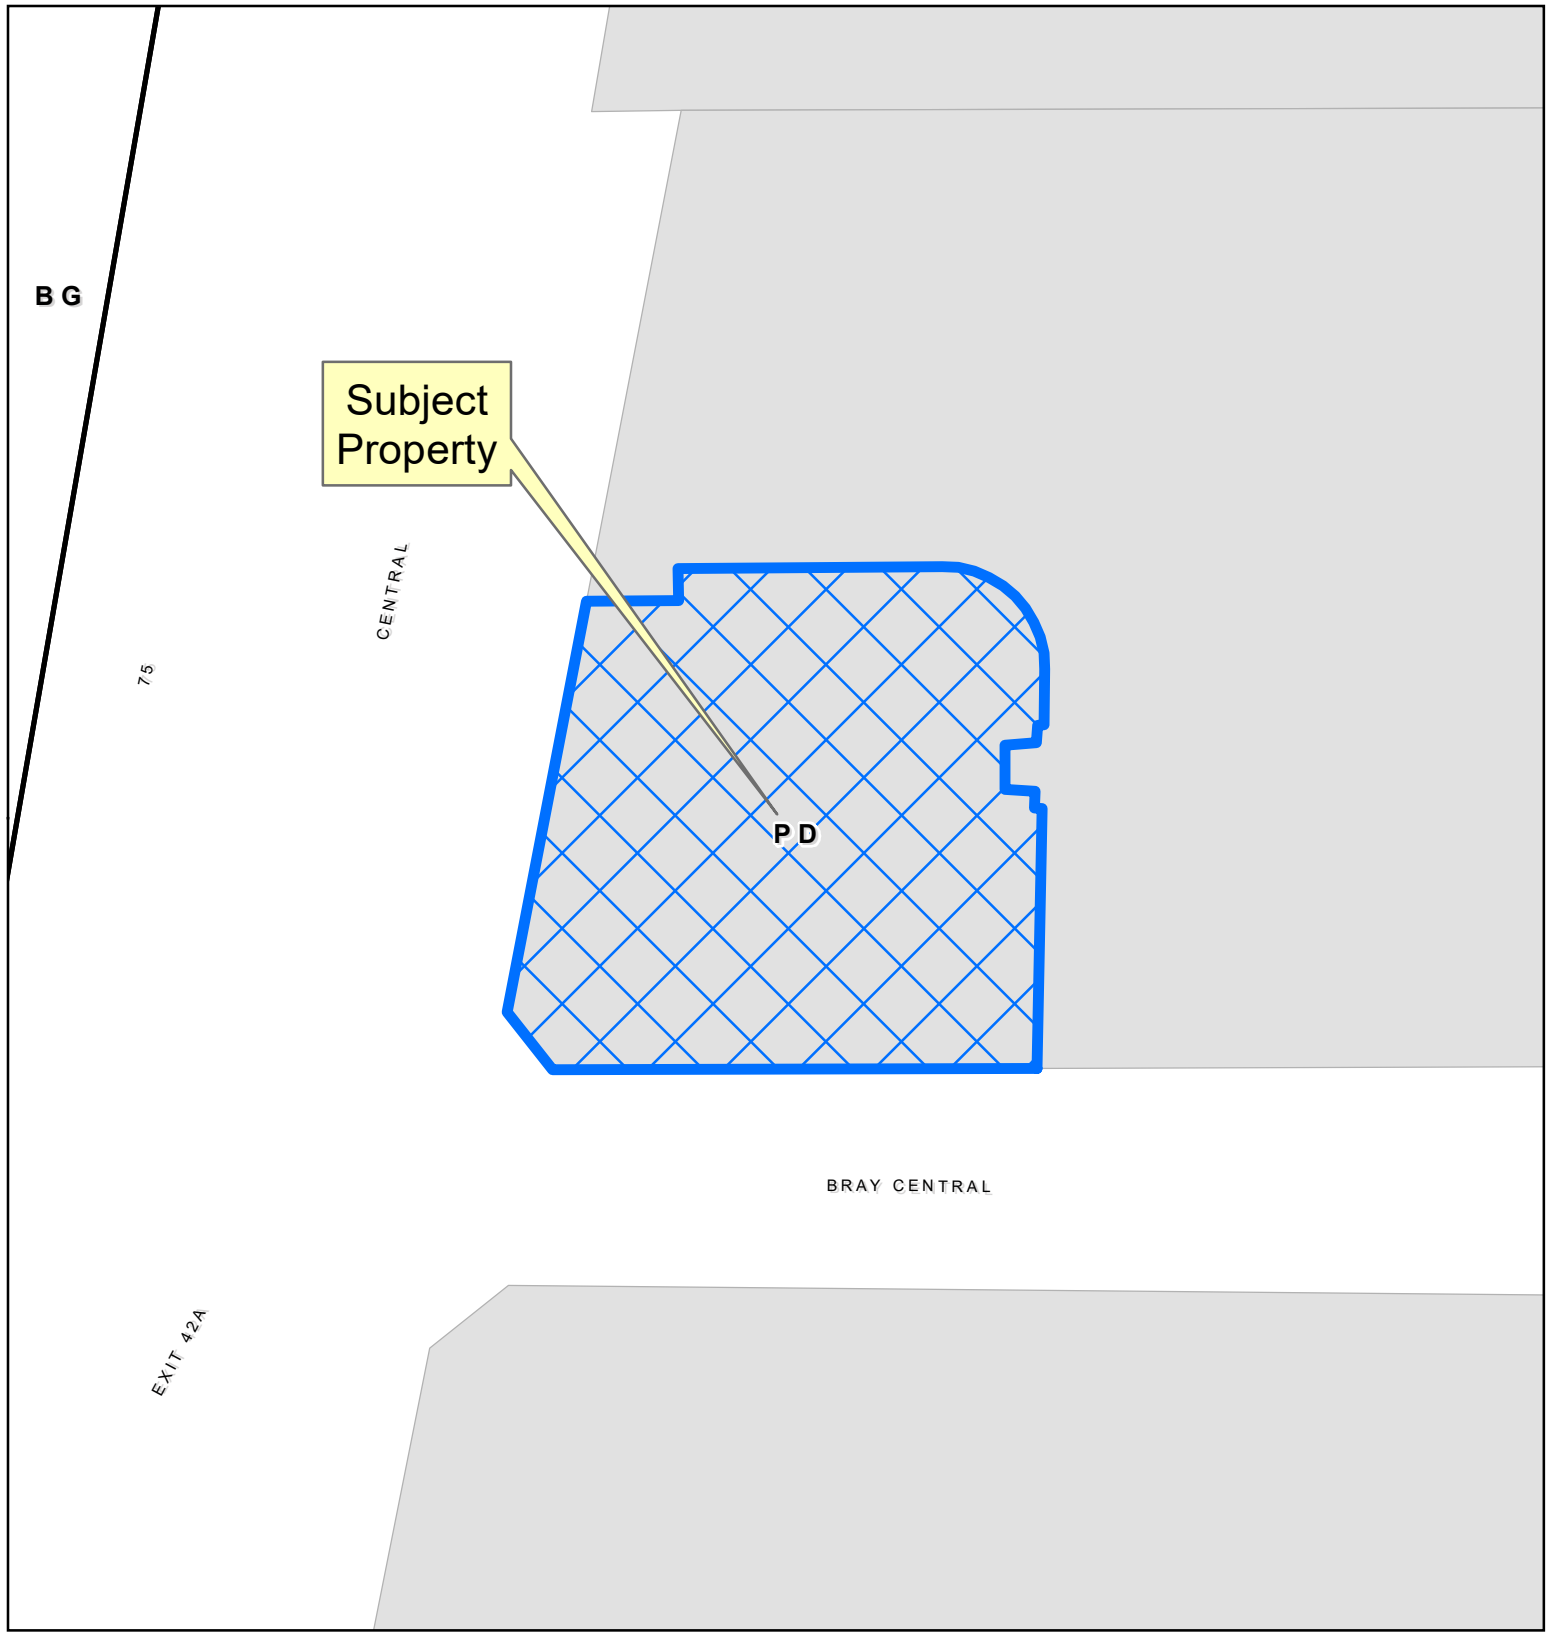 B G
Subject
Property
CENTRAL
75
P D
BRAY CENTRAL
EXIT 42A